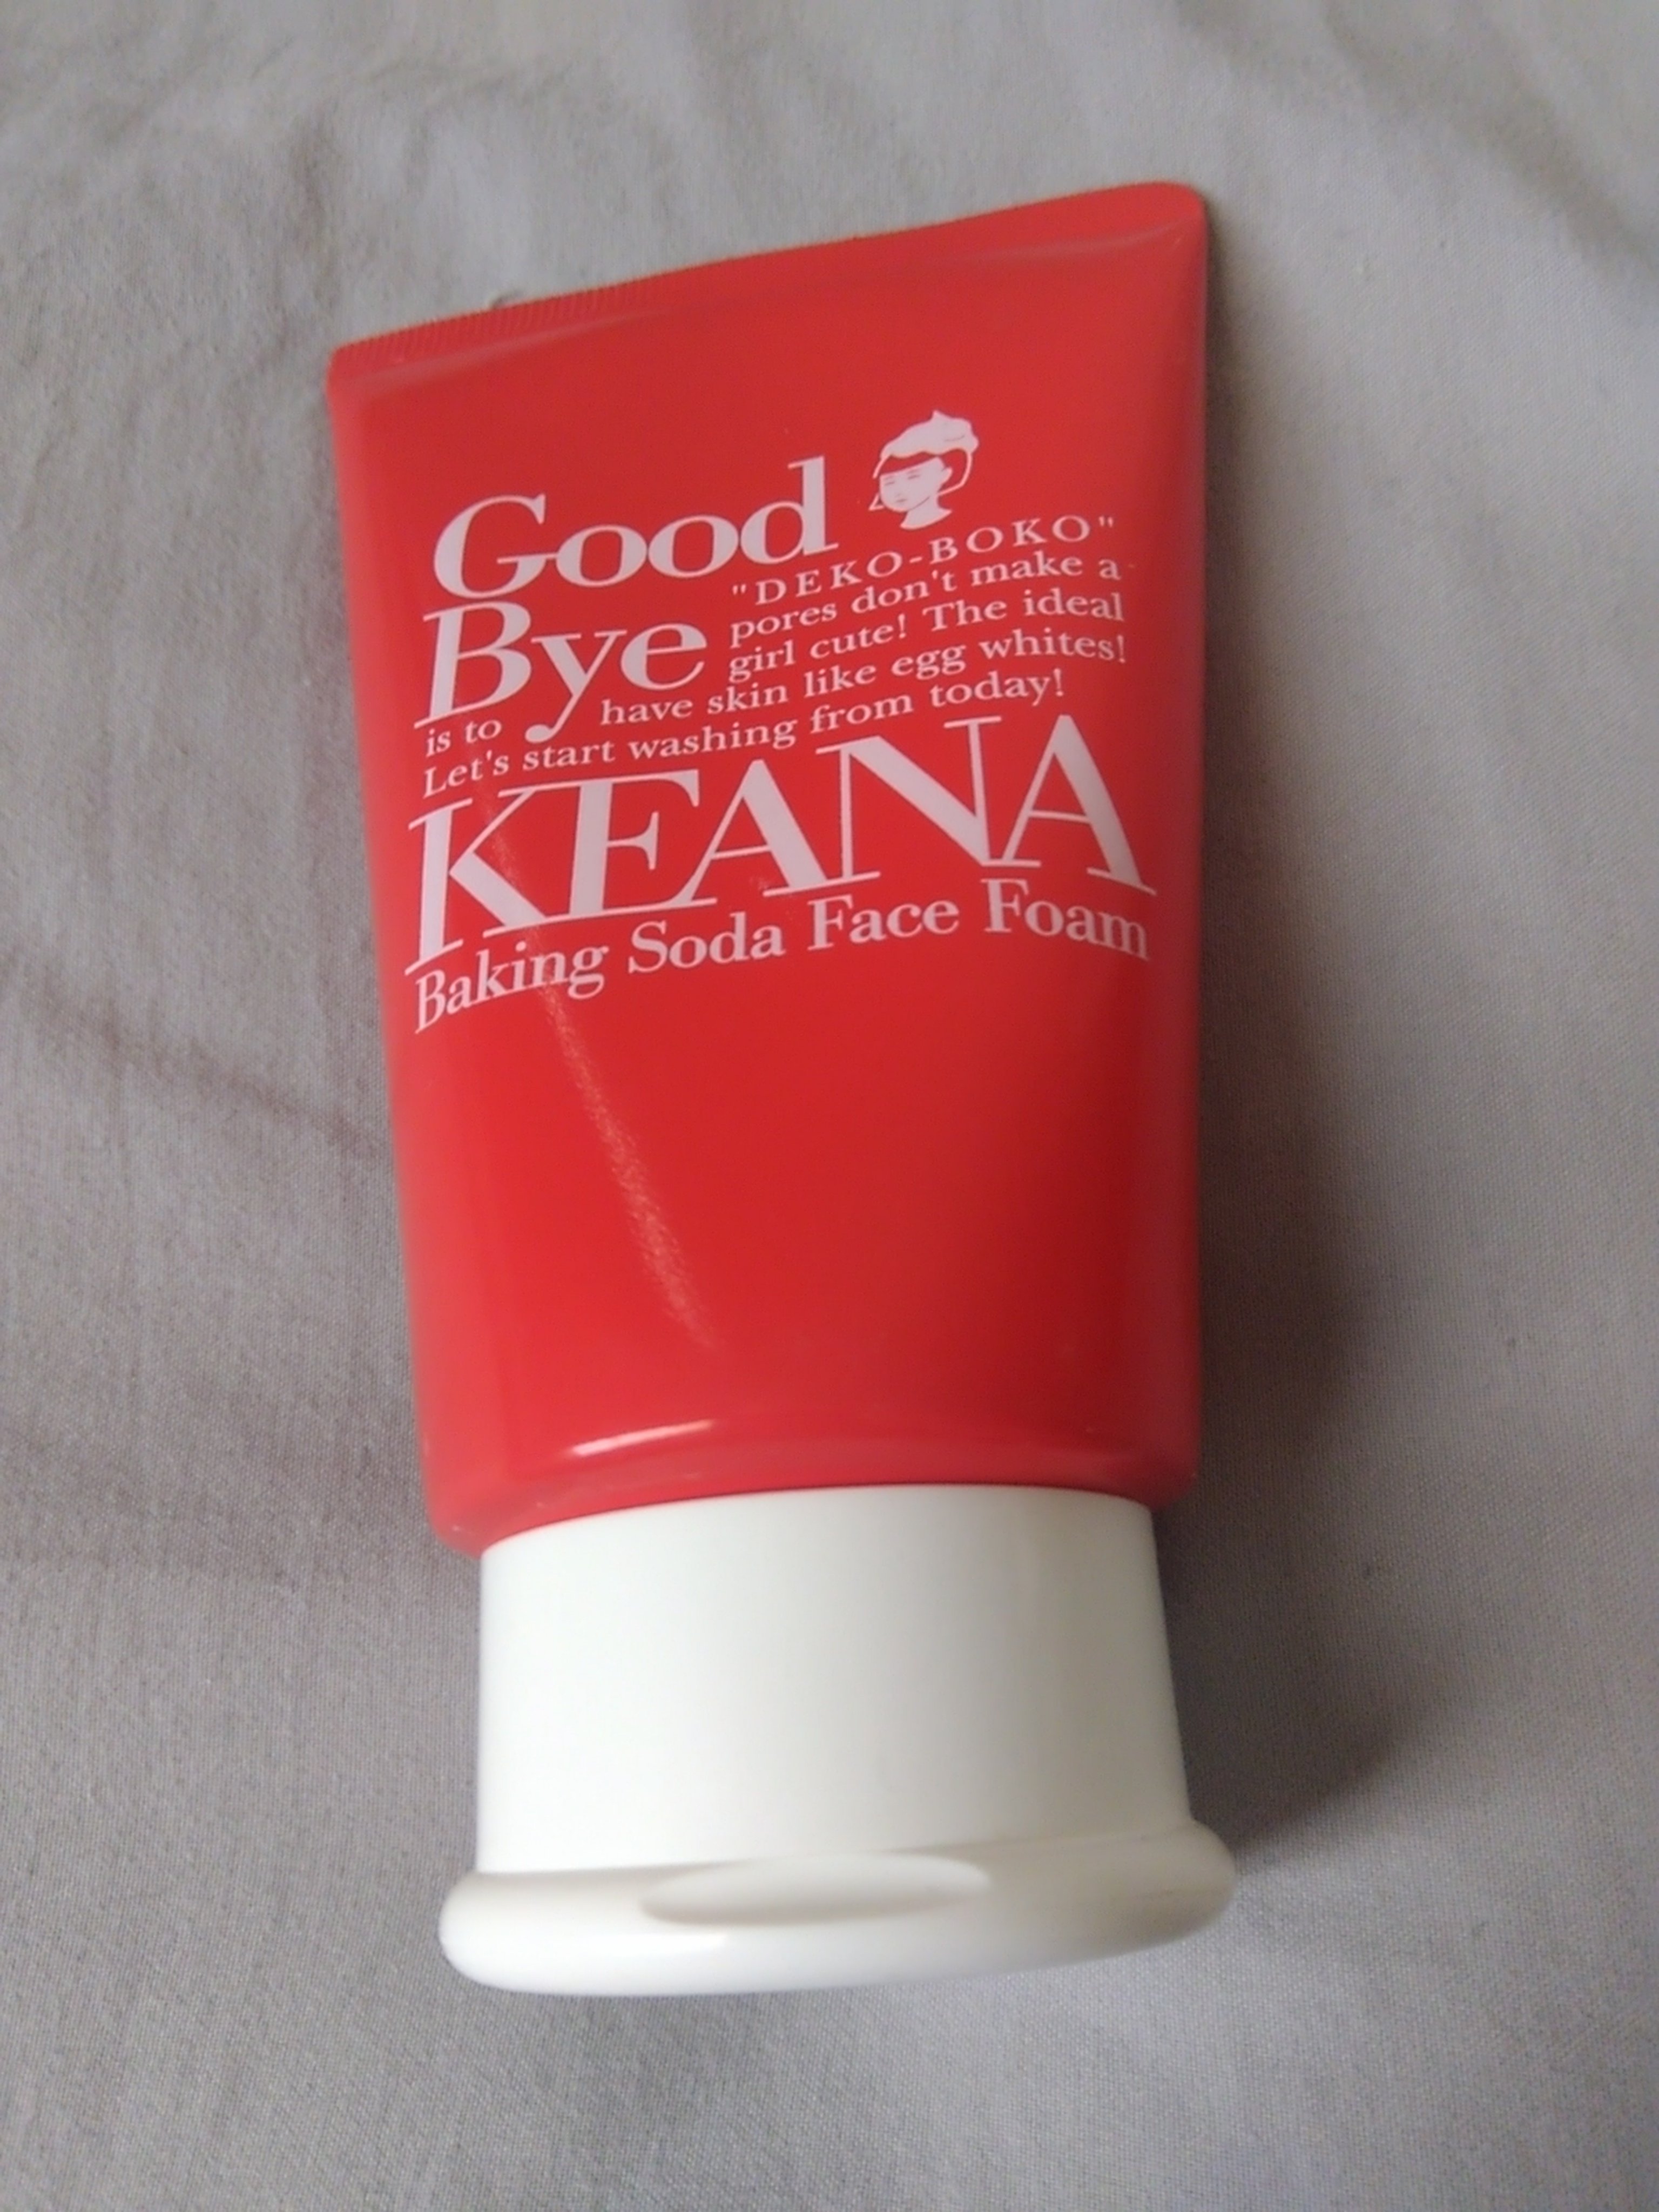 Good
Bye
"DEKO-BOKO"
pores don't make a
girl cute! The ideal
is to have skin like egg whites!
Let's start washing from today!
KEANA
Baking Soda Face Foam